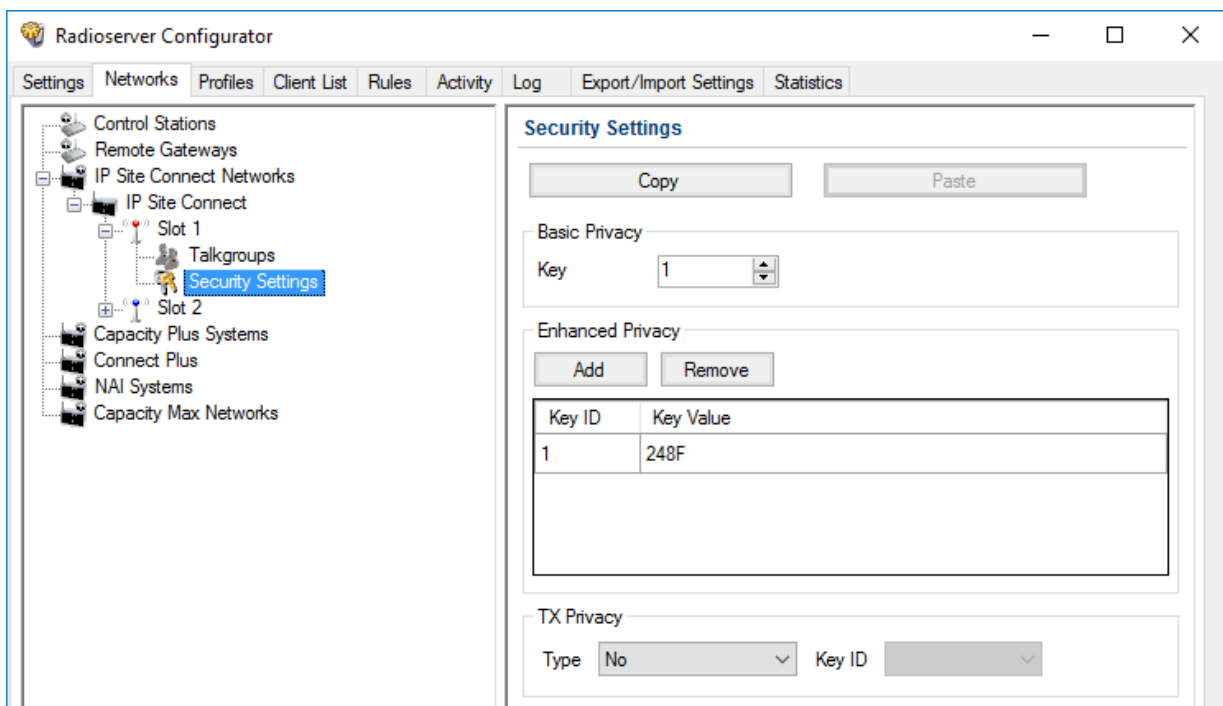 Radioserver Configurator
Settings Networks Profiles Client List Rules Activity Log Export/Import Settings Statistics
Control Stations
Remote Gateways
IP Site Connect Networks
IP Site Connect
Slot 1
Talkgroups
Security Settings
Slot 2
Capacity Plus Systems
Connect Plus
NAI Systems
Capacity Max Networks
Security Settings
Copy Paste
Basic Privacy
Key 1
Enhanced Privacy
Add Remove
Key ID Key Value
1 248F
TX Privacy
Type No Key ID